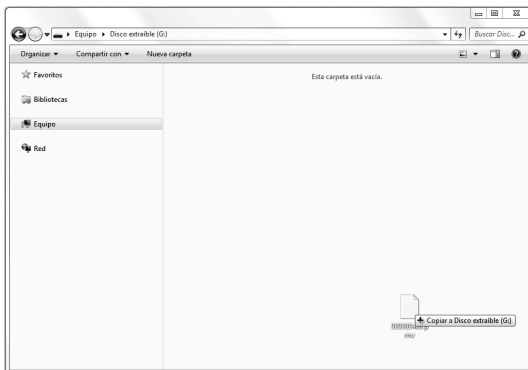 Equipo ▸ Disco extraíble (G:)
Buscar Disc...
Organizar ▾ Compartir con ▾ Nueva carpeta
Esta carpeta está vacía.
Favoritos
Bibliotecas
Equipo
Red
Copiar a Disco extraíble (G:)